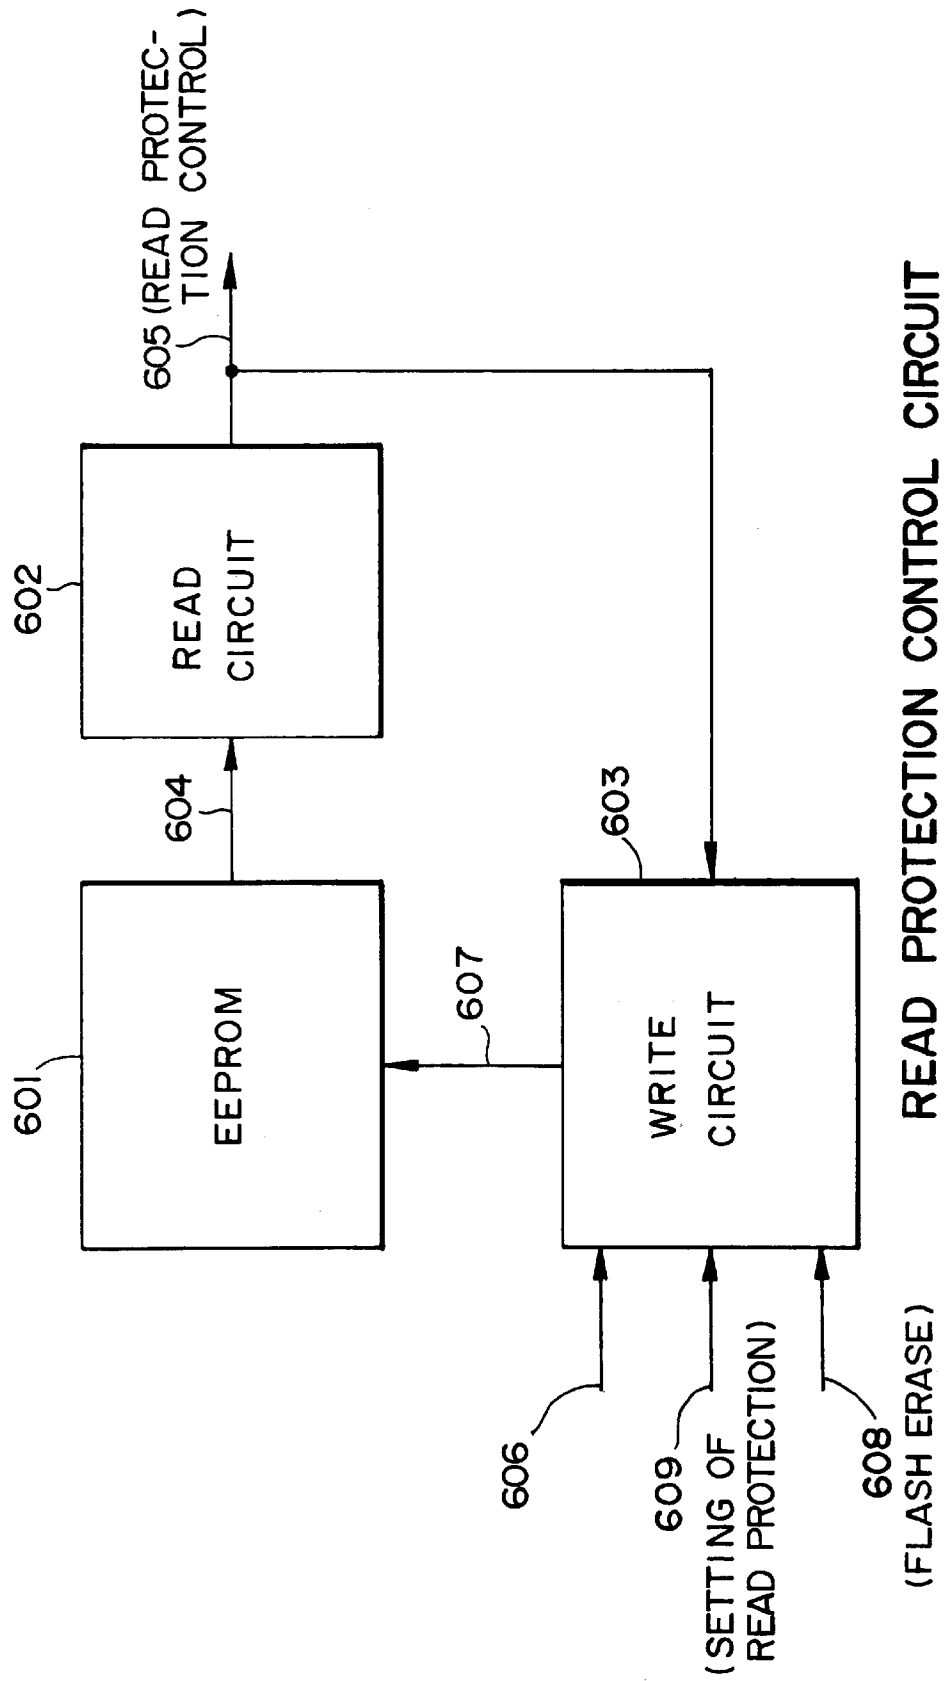 601
EEPROM
604
602
READ
CIRCUIT
605 (READ PROTEC-
TION CONTROL)
607
603
WRITE
CIRCUIT
606
609
(SETTING OF
READ PROTECTION)
608
(FLASH ERASE)
READ PROTECTION CONTROL CIRCUIT